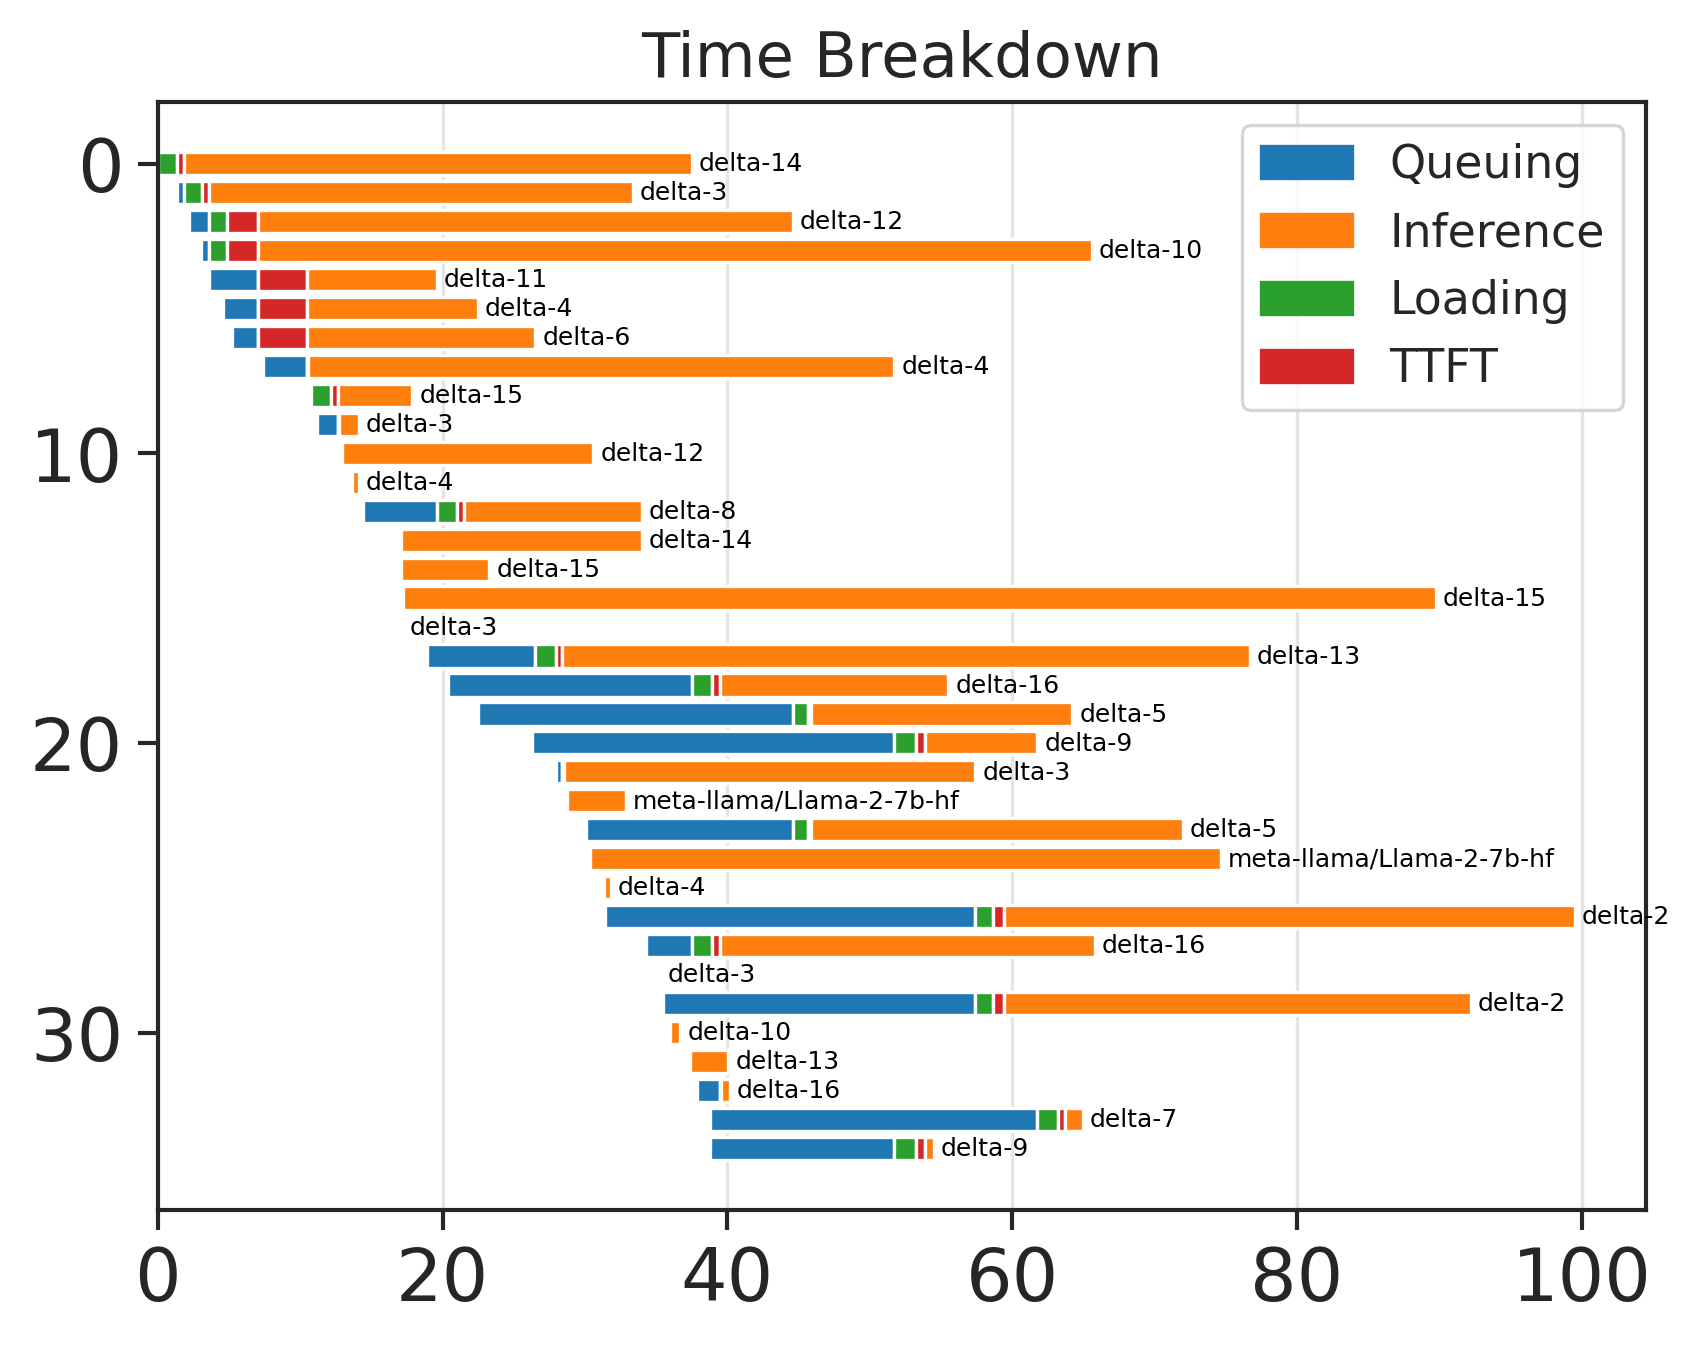 Time Breakdown
Queuing
Inference
Loading
TTFT
0
10
20
30
delta-14
delta-3
delta-12
delta-10
delta-11
delta-4
delta-6
delta-4
delta-15
delta-3
delta-12
delta-4
delta-8
delta-14
delta-15
delta-15
delta-3
delta-13
delta-16
delta-5
delta-9
delta-3
meta-llama/Llama-2-7b-hf
delta-5
meta-llama/Llama-2-7b-hf
delta-4
delta-2
delta-16
delta-3
delta-2
delta-10
delta-13
delta-16
delta-7
delta-9
0 20 40 60 80 100